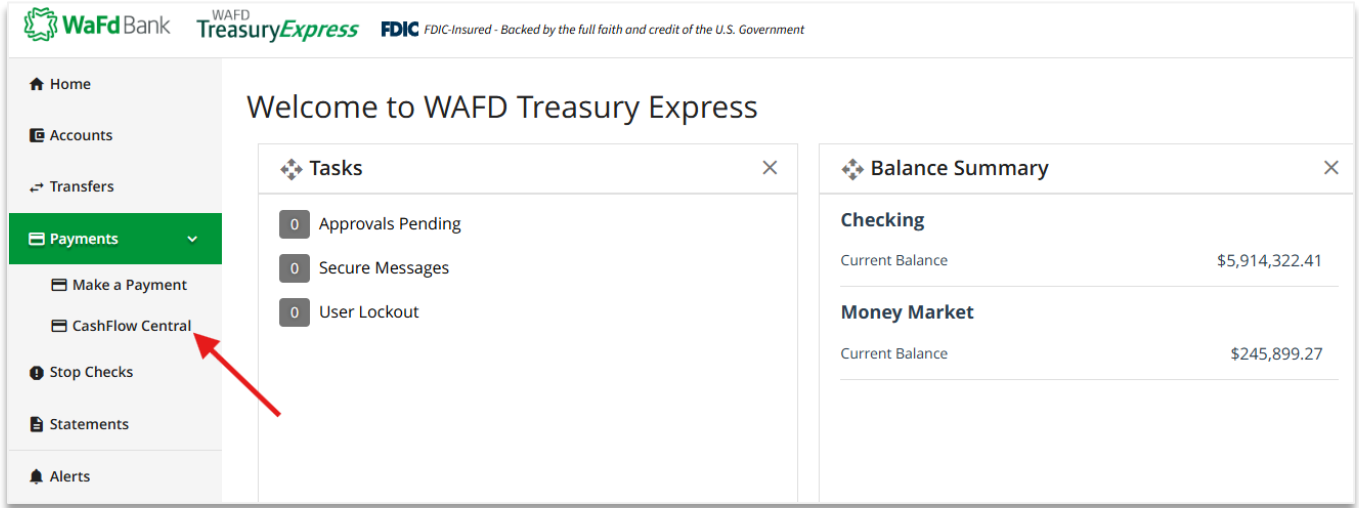 WaFd Bank
WAFD
TreasuryExpress
FDIC FDIC-Insured - Backed by the full faith and credit of the U.S. Government
Home
Accounts
Transfers
Payments
Make a Payment
CashFlow Central
Stop Checks
Statements
Alerts
Welcome to WAFD Treasury Express
Tasks
0 Approvals Pending
0 Secure Messages
0 User Lockout
Balance Summary
Checking
Current Balance $5,914,322.41
Money Market
Current Balance $245,899.27